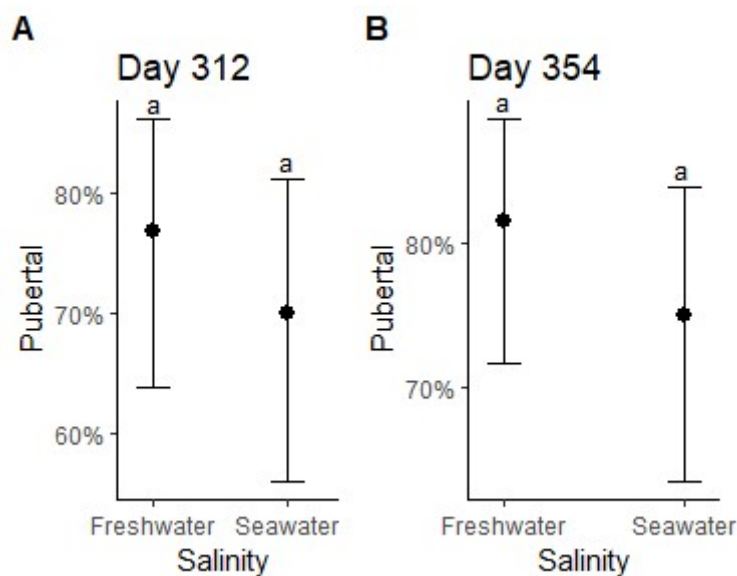 A
Day 312
a
a
80%
70%
60%
Pubertal
Freshwater Seawater
Salinity
B
Day 354
a
a
80%
70%
Pubertal
Freshwater Seawater
Salinity